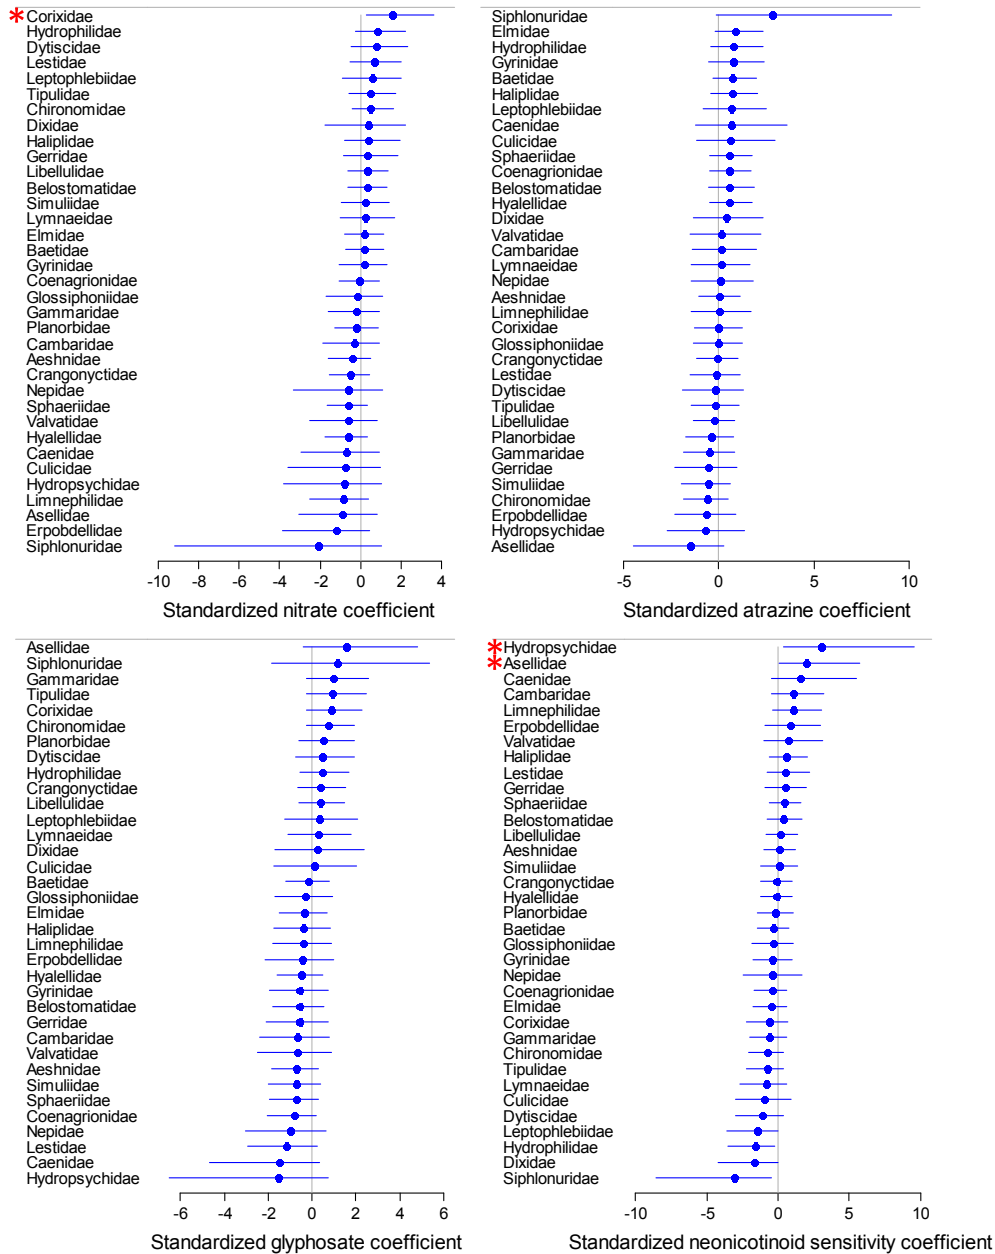 * Corixidae
Hydrophilidae
Dytiscidae
Lestidae
Leptophlebiidae
Tipulidae
Chironomidae
Dixidae
Haliplidae
Gerridae
Libellulidae
Belostomatidae
Simuliidae
Lymnaeidae
Elmidae
Baetidae
Gyrinidae
Coenagrionidae
Glossiphoniidae
Gammaridae
Planorbidae
Cambaridae
Aeshnidae
Crangonyctidae
Nepidae
Sphaeriidae
Valvatidae
Hyalellidae
Caenidae
Culicidae
Hydropsychidae
Limnephilidae
Asellidae
Erpobdellidae
Siphlonuridae
-10 -8 -6 -4 -2 0 2 4
Standardized nitrate coefficient
Siphlonuridae
Elmidae
Hydrophilidae
Gyrinidae
Baetidae
Haliplidae
Leptophlebiidae
Caenidae
Culicidae
Sphaeriidae
Coenagrionidae
Belostomatidae
Hyalellidae
Dixidae
Valvatidae
Cambaridae
Lymnaeidae
Nepidae
Aeshnidae
Limnephilidae
Corixidae
Glossiphoniidae
Crangonyctidae
Lestidae
Dytiscidae
Tipulidae
Libellulidae
Planorbidae
Gammaridae
Gerridae
Simuliidae
Chironomidae
Erpobdellidae
Hydropsychidae
Asellidae
-5 0 5 10
Standardized atrazine coefficient
Asellidae
Siphlonuridae
Gammaridae
Tipulidae
Corixidae
Chironomidae
Planorbidae
Dytiscidae
Hydrophilidae
Crangonyctidae
Libellulidae
Leptophlebiidae
Lymnaeidae
Dixidae
Culicidae
Baetidae
Glossiphoniidae
Elmidae
Haliplidae
Limnephilidae
Erpobdellidae
Hyalellidae
Gyrinidae
Belostomatidae
Gerridae
Cambaridae
Valvatidae
Aeshnidae
Simuliidae
Sphaeriidae
Coenagrionidae
Nepidae
Lestidae
Caenidae
Hydropsychidae
-6 -4 -2 0 2 4 6
Standardized glyphosate coefficient
* Hydropsychidae
* Asellidae
Caenidae
Cambaridae
Limnephilidae
Erpobdellidae
Valvatidae
Haliplidae
Lestidae
Gerridae
Sphaeriidae
Belostomatidae
Libellulidae
Aeshnidae
Simuliidae
Crangonyctidae
Hyalellidae
Planorbidae
Baetidae
Glossiphoniidae
Gyrinidae
Nepidae
Coenagrionidae
Elmidae
Corixidae
Gammaridae
Chironomidae
Tipulidae
Lymnaeidae
Culicidae
Dytiscidae
Leptophlebiidae
Hydrophilidae
Dixidae
Siphlonuridae
-10 -5 0 5 10
Standardized neonicotinoid sensitivity coefficient